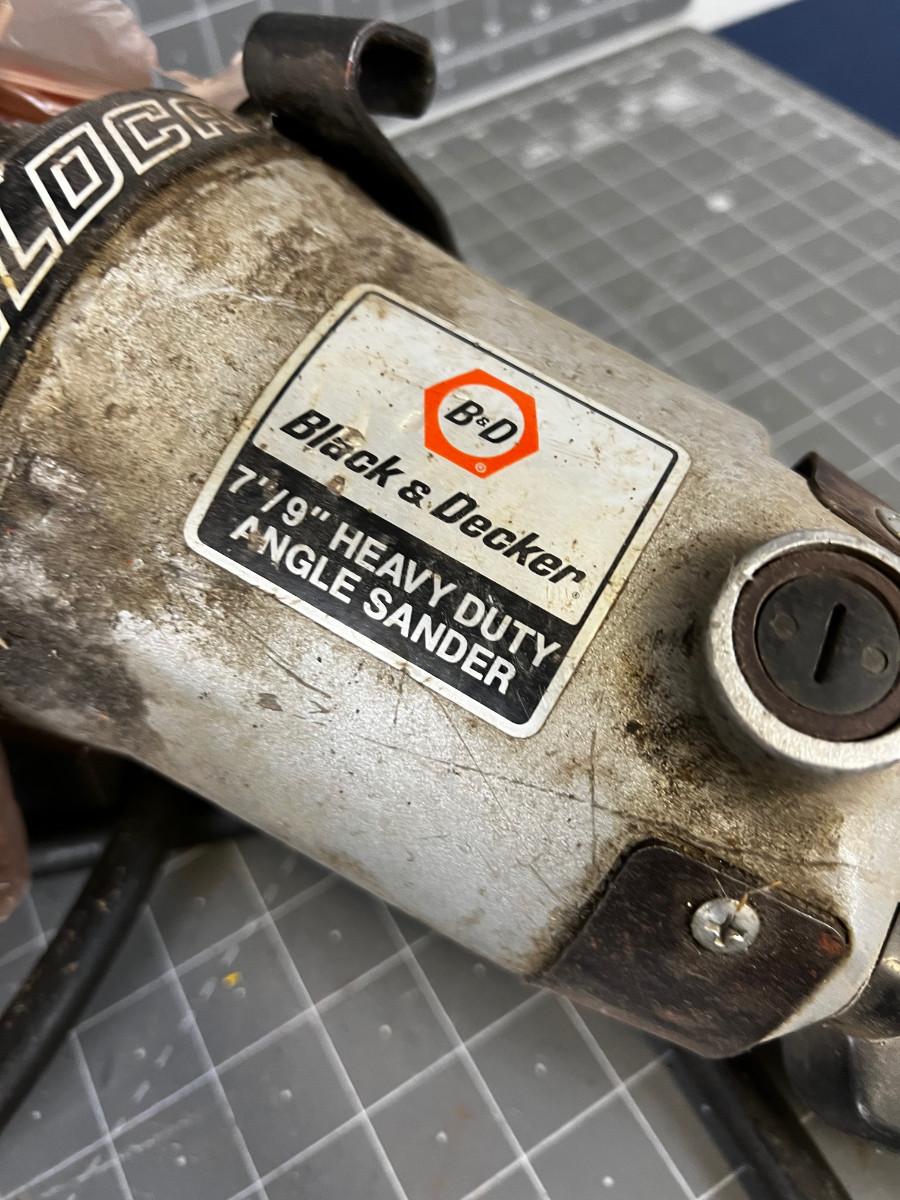 B&D
®
Black & Decker®
7"/9" HEAVY DUTY
ANGLE SANDER